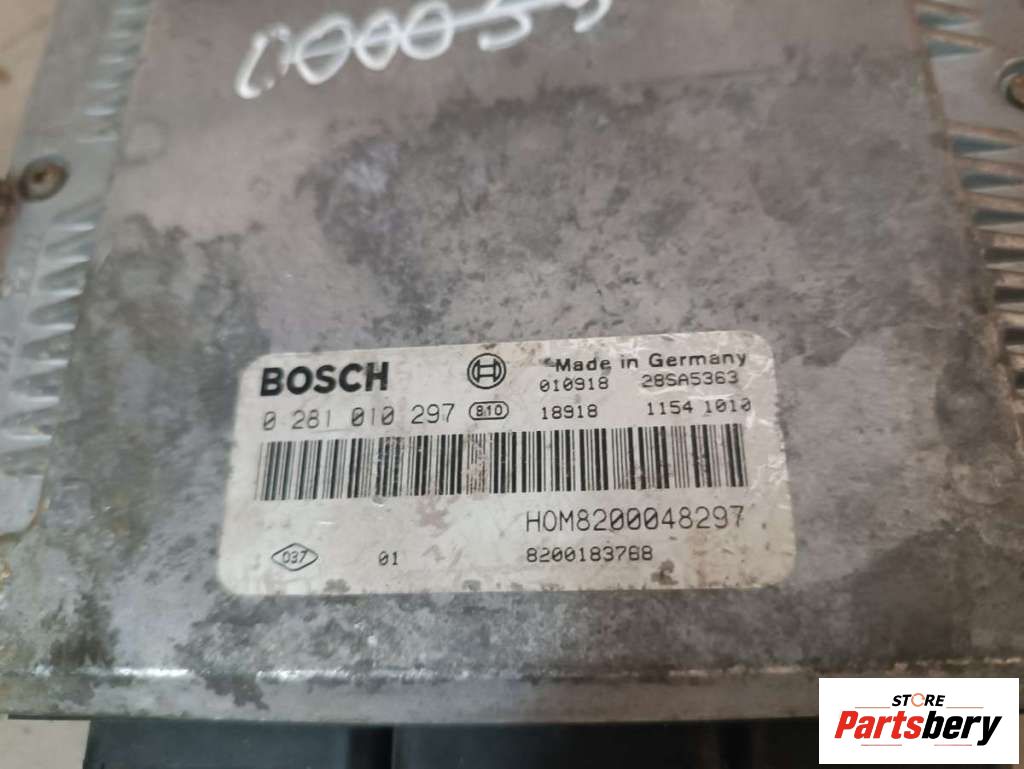 BOSCH
Made in Germany
010918 28SA5363
0 281 010 297 810 18918 1154 1010
HOM8200048297
037 01 8200183788
STORE
Partsbery